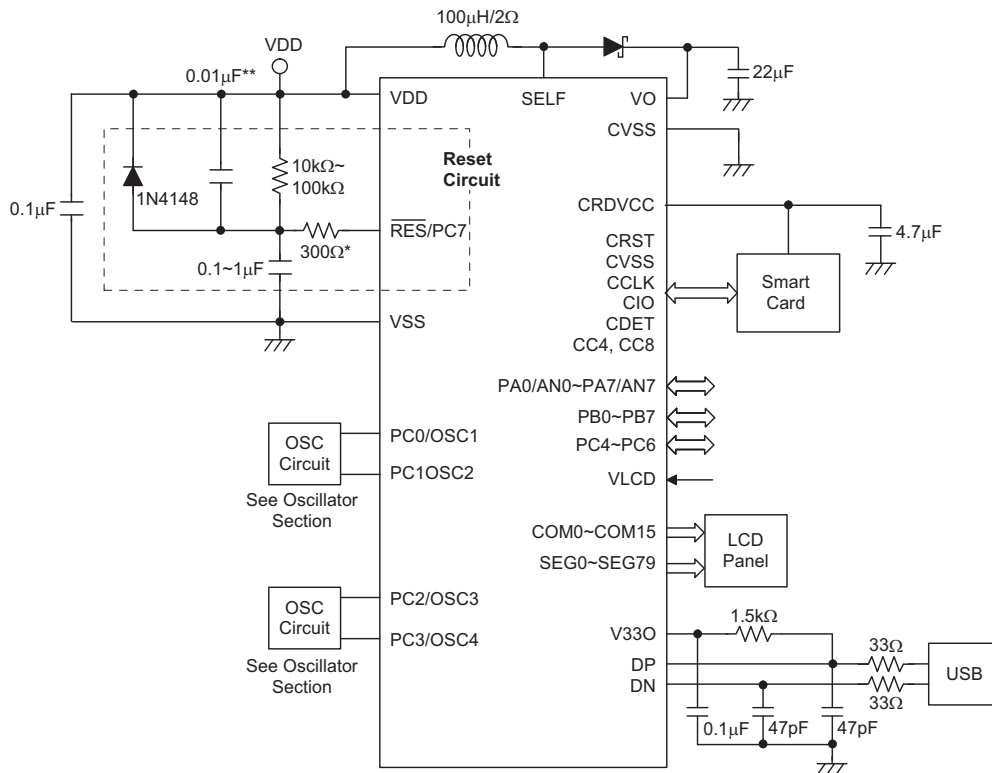 100μH/2Ω
VDD
0.01μF**
22μF
VDD
SELF
VO
CVSS
Reset
Circuit
10kΩ~
100kΩ
1N4148
0.1μF
CRDVCC
4.7μF
RES/PC7
300Ω*
0.1~1μF
CRST
CVSS
CCLK
CIO
CDET
CC4, CC8
Smart
Card
VSS
PA0/AN0~PA7/AN7
PB0~PB7
PC4~PC6
OSC
Circuit
PC0/OSC1
PC1OSC2
See Oscillator
Section
VLCD
COM0~COM15
SEG0~SEG79
LCD
Panel
OSC
Circuit
PC2/OSC3
PC3/OSC4
See Oscillator
Section
V33O
1.5kΩ
DP
DN
33Ω
33Ω
USB
0.1μF
47pF
47pF